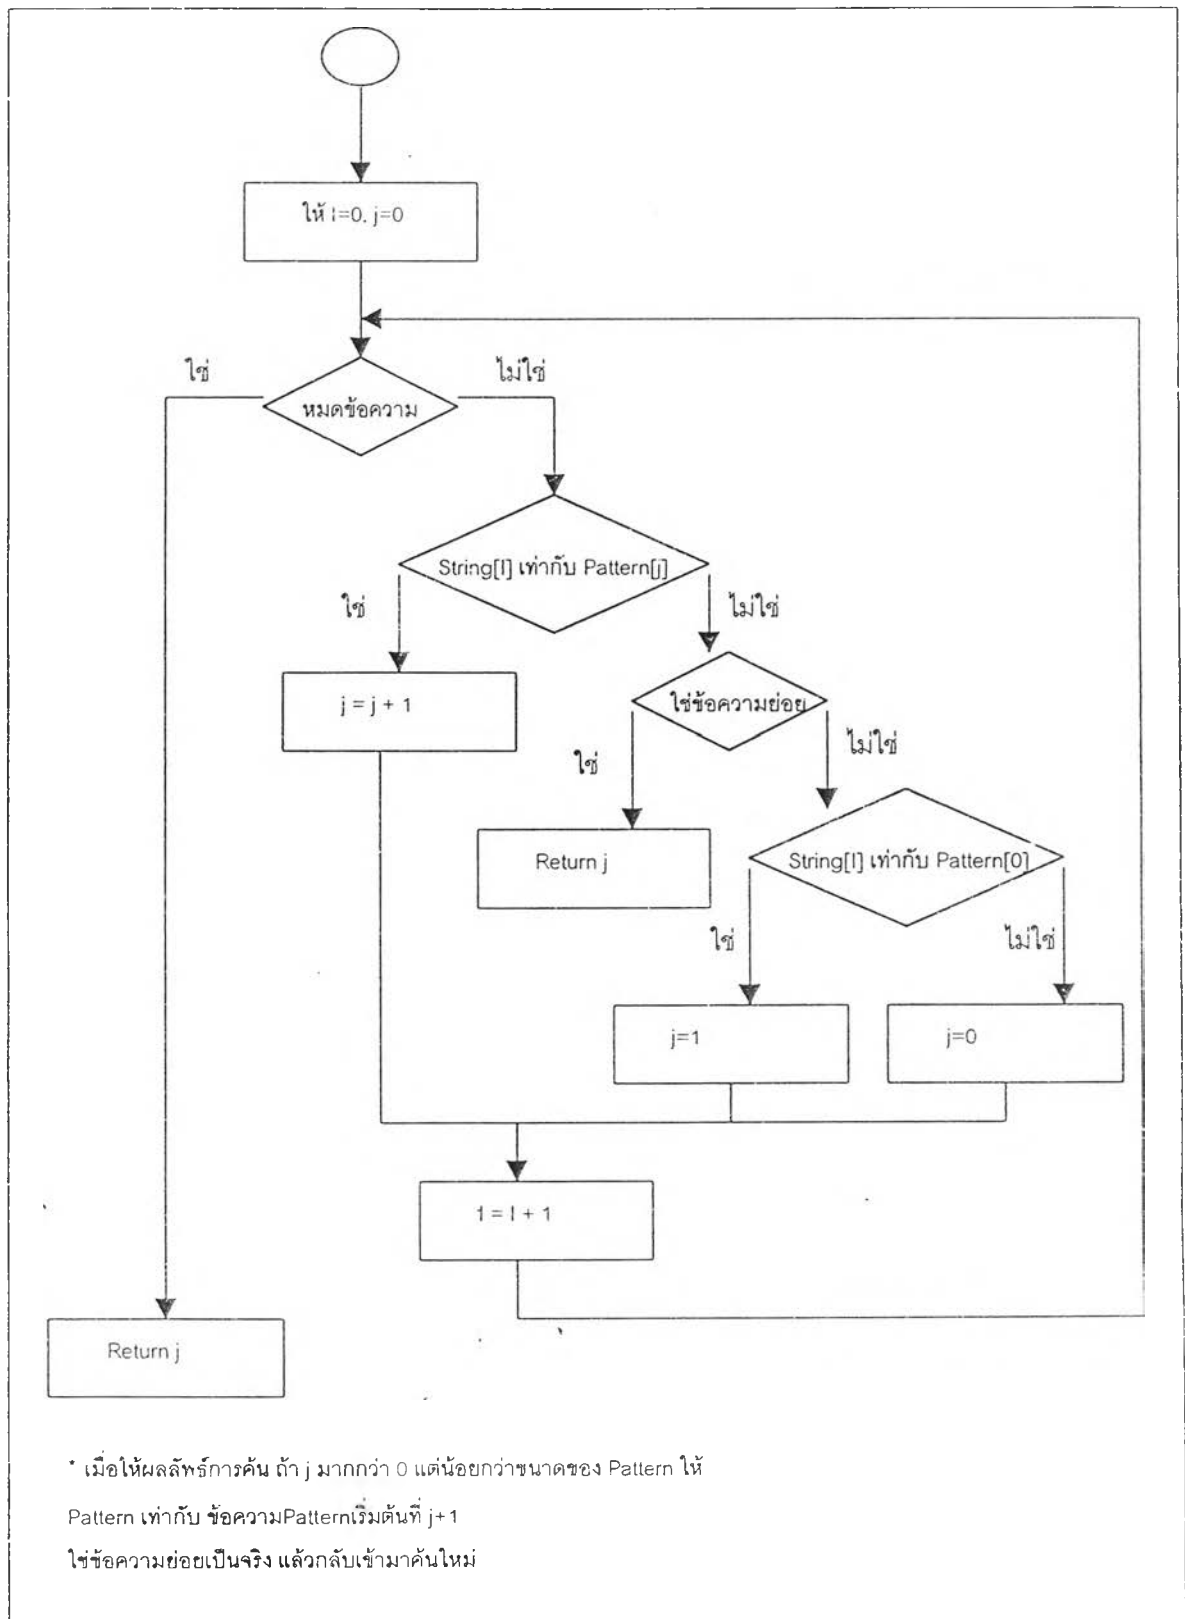 ให้ I=0, j=0
ใช่
ไม่ใช่
หมดข้อความ
String[I] เท่ากับ Pattern[j]
ใช่
ไม่ใช่
j = j + 1
ใช่ข้อความย่อย
ใช่
ไม่ใช่
Return j
String[I] เท่ากับ Pattern[0]
ใช่
ไม่ใช่
j=1
j=0
1 = I + 1
Return j
* เมื่อให้ผลลัพธ์การค้น ถ้า j มากกว่า 0 แต่น้อยกว่าขนาดของ Pattern ให้
Pattern เท่ากับ ข้อความPatternเริ่มต้นที่ j+1
ใช่ข้อความย่อยเป็นจริง แล้วกลับเข้ามาค้นใหม่